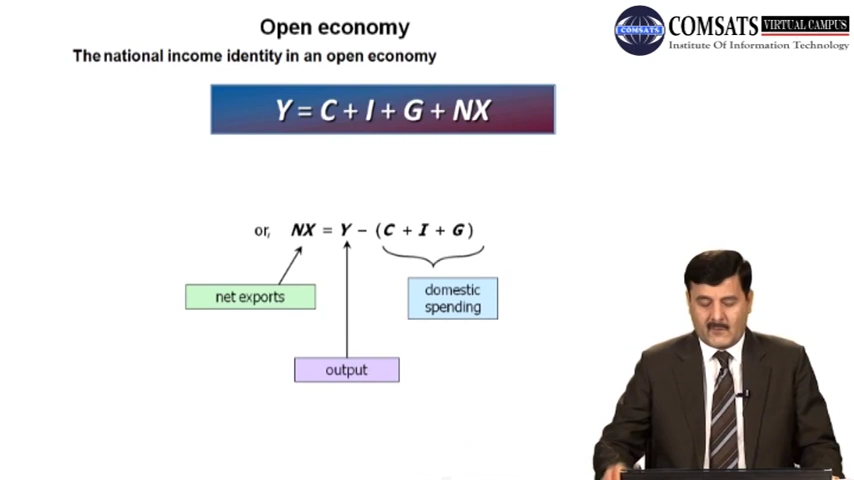 Open economy
COMSATS VIRTUAL CAMPUS
COMSATS
Institute Of Information Technology
The national income identity in an open economy
Y = C + I + G + NX
or, NX = Y − (C + I + G)
net exports
domestic
spending
output